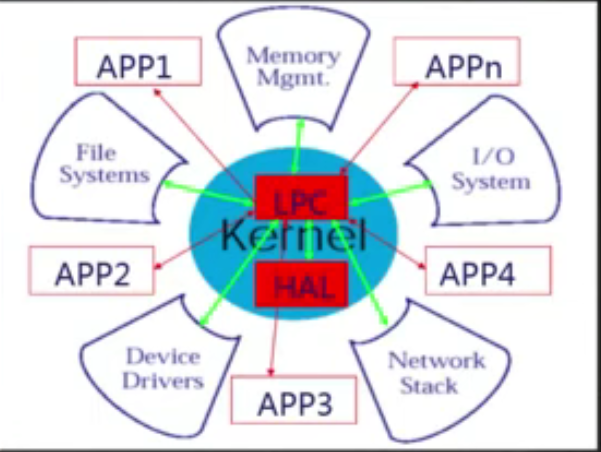 Memory
Mgmt.
APP1
APPn
File
Systems
I/O
System
LPC
Kernel
HAL
APP2
APP4
Device
Drivers
Network
Stack
APP3